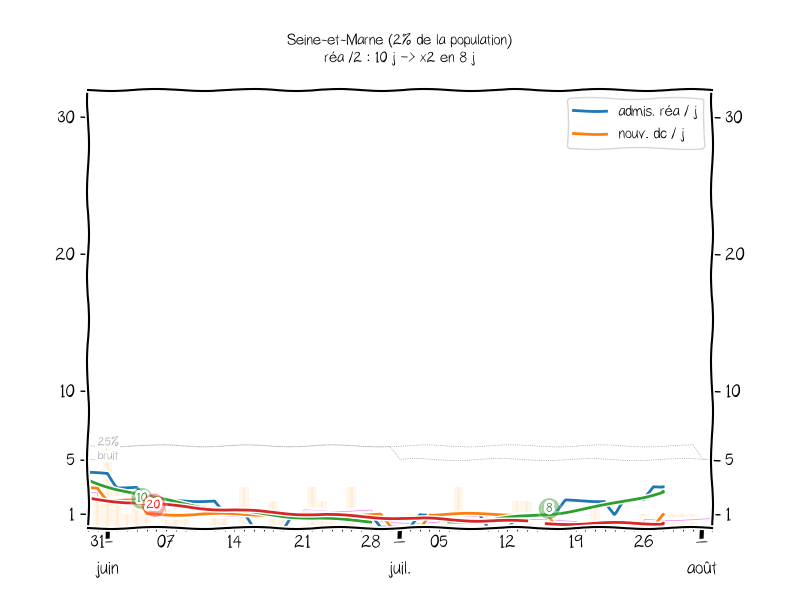 Seine-et-Marne (2% de la population)
réa /2 : 10 j -> x2 en 8 j
admis. réa / j
nouv. dc / j
30
30
20
20
10
10
25%
bruit
5
5
10
20
8
1
1
31
07
14
21
28
05
12
19
26
juin
juil.
août